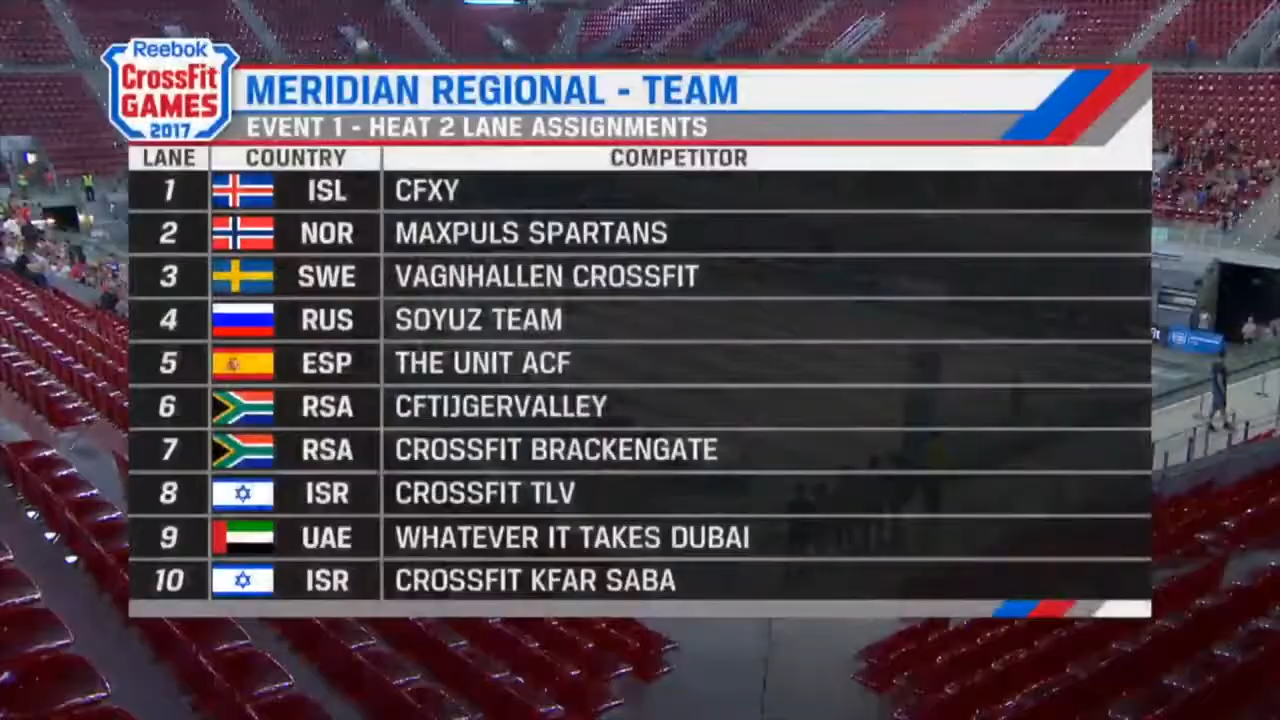 Reebok
CrossFit
GAMES
2017
MERIDIAN REGIONAL - TEAM
EVENT 1 - HEAT 2 LANE ASSIGNMENTS
LANE COUNTRY COMPETITOR
1 ISL CFXY
2 NOR MAXPULS SPARTANS
3 SWE VAGNHALLEN CROSSFIT
4 RUS SOYUZ TEAM
5 ESP THE UNIT ACF
6 RSA CFTIJGERVALLEY
7 RSA CROSSFIT BRACKENGATE
8 ISR CROSSFIT TLV
9 UAE WHATEVER IT TAKES DUBAI
10 ISR CROSSFIT KFAR SABA